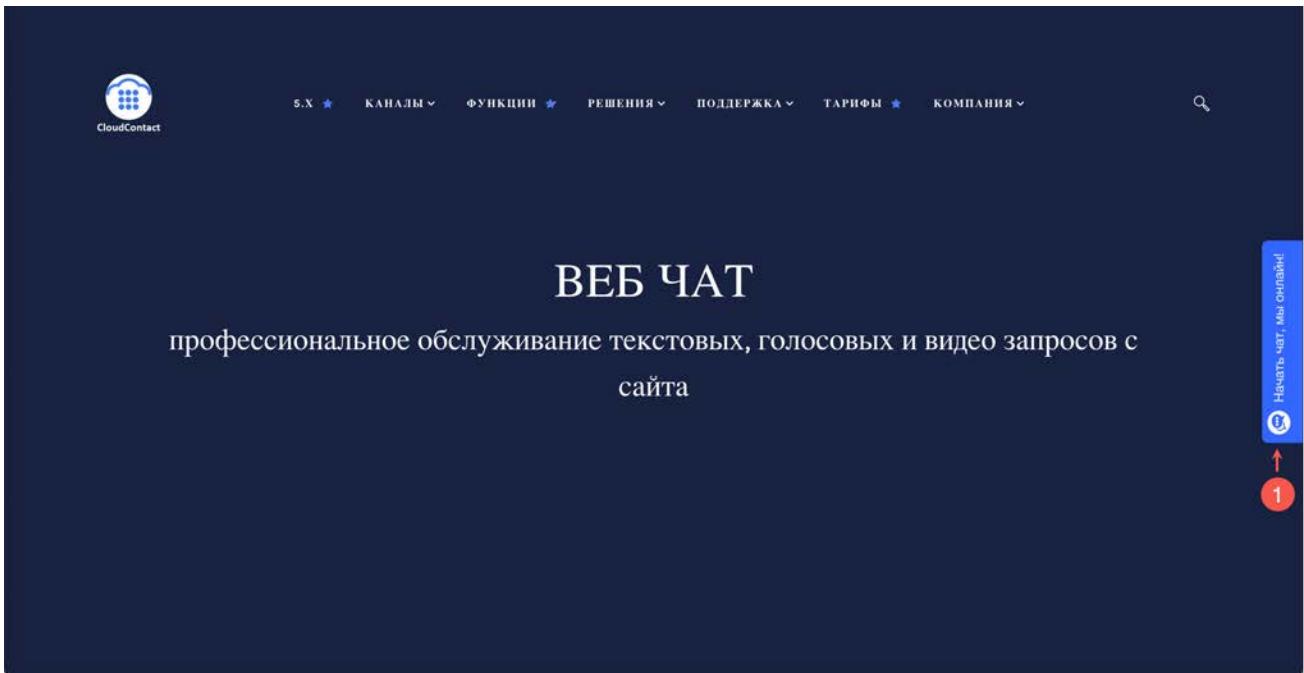 CloudContact
5.X КАНАЛЫ ФУНКЦИИ РЕШЕНИЯ ПОДДЕРЖКА ТАРИФЫ КОМПАНИЯ
ВЕБ ЧАТ
профессиональное обслуживание текстовых, голосовых и видео запросов с
сайта
Начать чат, мы онлайн!
1